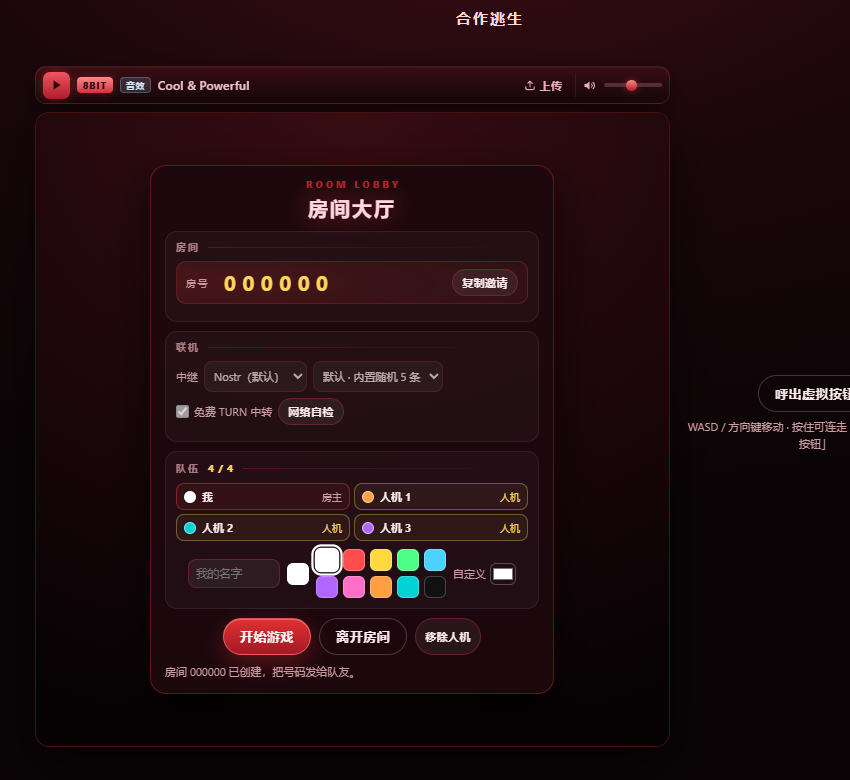 合作逃生
8BIT 音效 Cool & Powerful 上传
ROOM LOBBY
房间大厅
房间
房号 000000 复制邀请
联机
中继 Nostr（默认） 默认 · 内置随机 5 条
免费 TURN 中转 网络自检
队伍 4 / 4
我 房主 人机 1 人机
人机 2 人机 人机 3 人机
我的名字 自定义
开始游戏 离开房间 移除人机
房间 000000 已创建，把号码发给队友。
呼出虚拟按钮
WASD / 方向键移动 · 按住可连走
按钮」